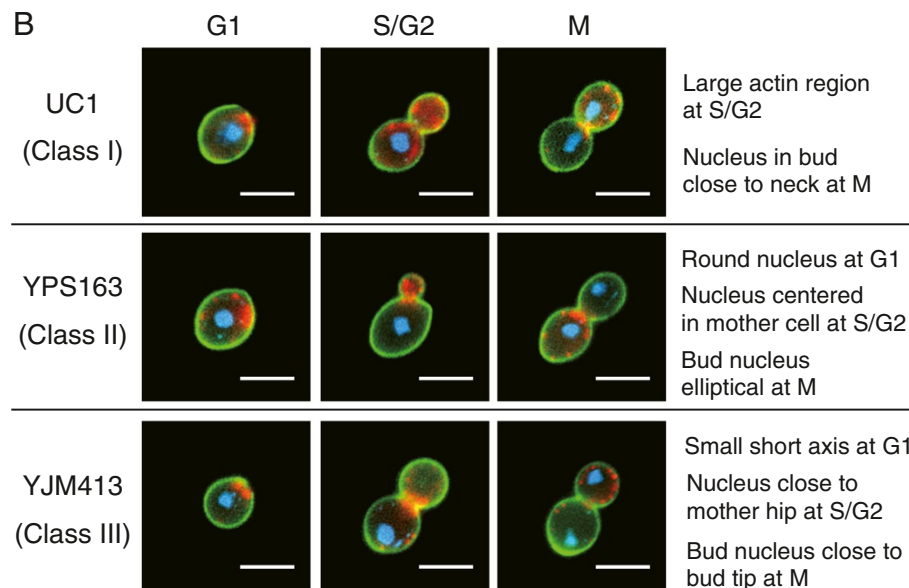 B
G1
S/G2
M
UC1
(Class I)
Large actin region
at S/G2
Nucleus in bud
close to neck at M
YPS163
(Class II)
Round nucleus at G1
Nucleus centered
in mother cell at S/G2
Bud nucleus
elliptical at M
YJM413
(Class III)
Small short axis at G1
Nucleus close to
mother hip at S/G2
Bud nucleus close to
bud tip at M